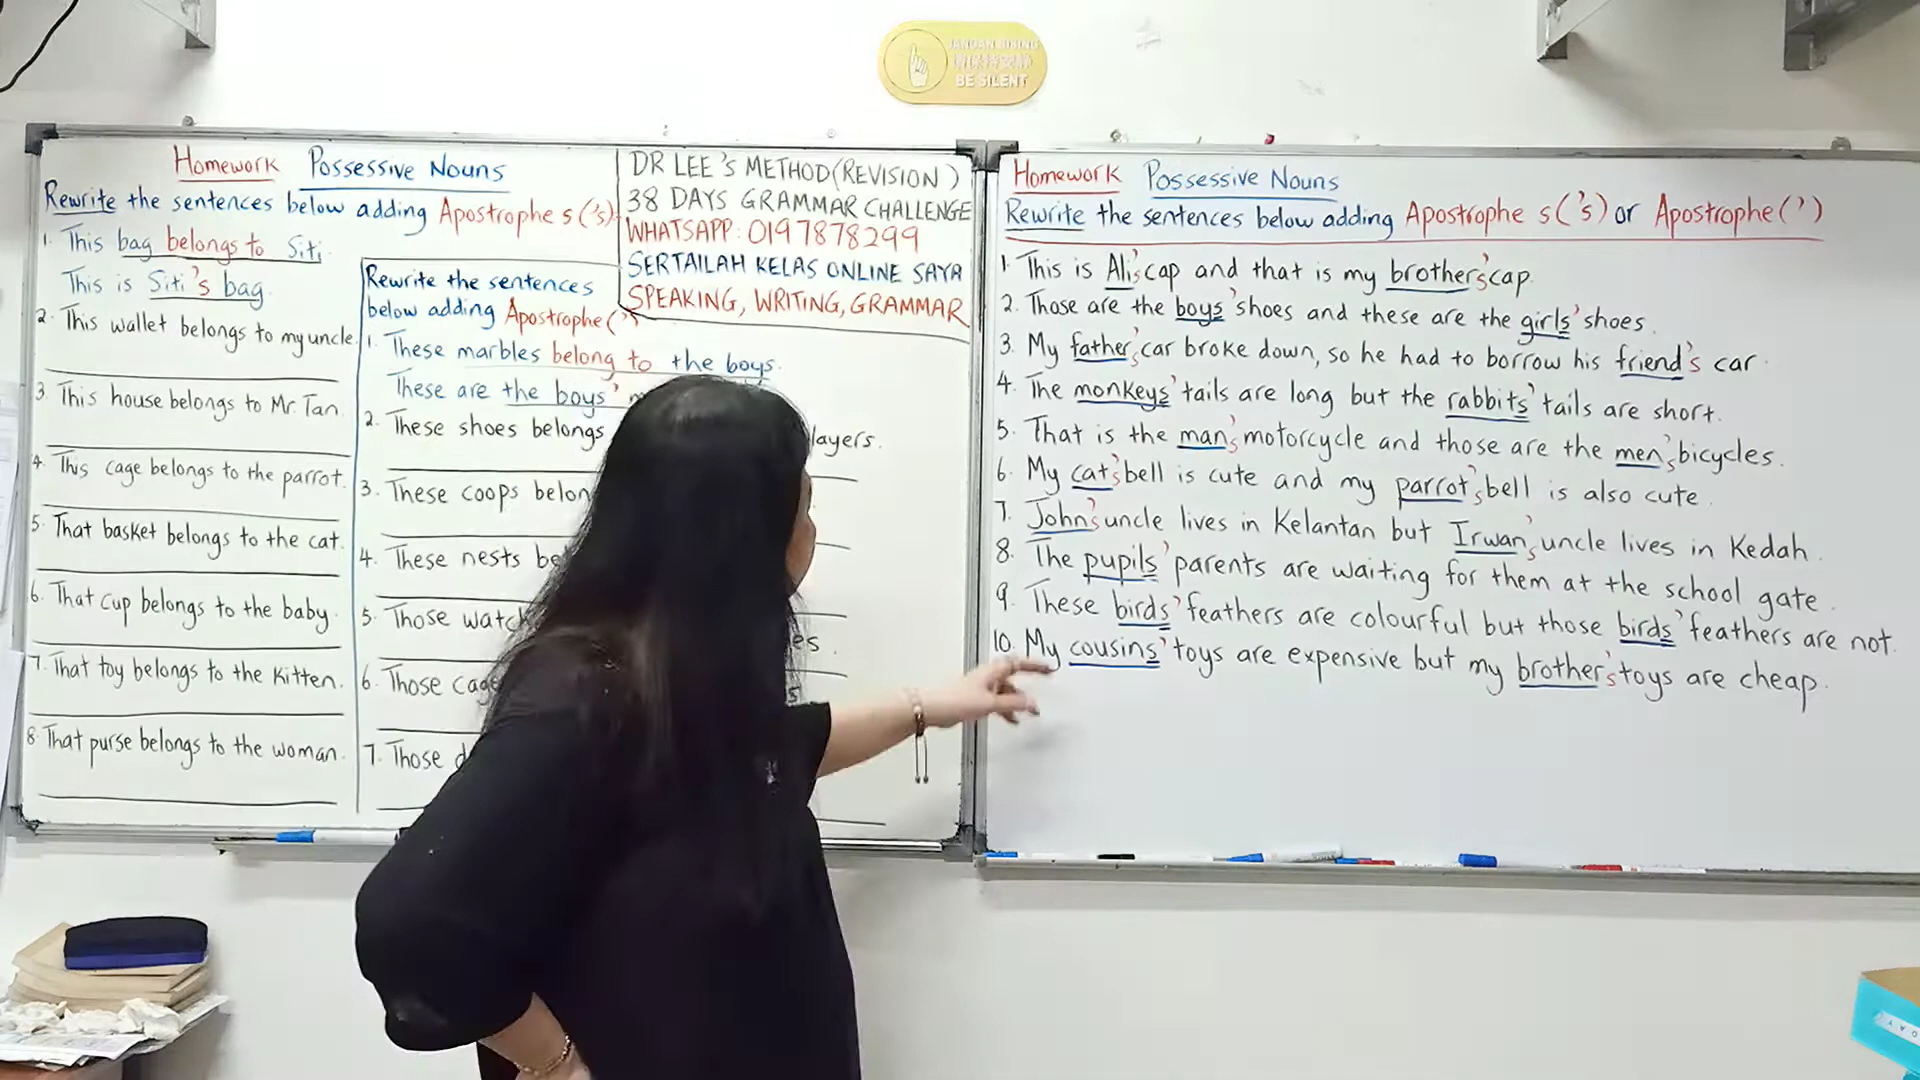 JANGAN BISING
BE SILENT
Homework Possessive Nouns
Rewrite the sentences below adding Apostrophe s ('s)
1. This bag belongs to Siti.
This is Siti's bag.
2. This wallet belongs to my uncle.
3. This house belongs to Mr. Tan.
4. This cage belongs to the parrot.
5. That basket belongs to the cat.
6. That cup belongs to the baby.
7. That toy belongs to the kitten.
8. That purse belongs to the woman.
Rewrite the sentences
below adding Apostrophe (')
1. These marbles belong to the boys.
These are the boys'
2. These shoes belongs layers.
3. These coops belon
4. These nests be
5. Those watch es.
6. Those cage s
7. Those d
DR LEE'S METHOD (REVISION)
38 DAYS GRAMMAR CHALLENGE
WHATSAPP: 0197878299
SERTAILAH KELAS ONLINE SAYA
SPEAKING, WRITING, GRAMMAR
Homework Possessive Nouns
Rewrite the sentences below adding Apostrophe s ('s) or Apostrophe (')
1. This is Ali's cap and that is my brother's cap.
2. Those are the boys' shoes and these are the girls' shoes.
3. My father's car broke down, so he had to borrow his friend's car.
4. The monkeys' tails are long but the rabbits' tails are short.
5. That is the man's motorcycle and those are the men's bicycles.
6. My cat's bell is cute and my parrot's bell is also cute.
7. John's uncle lives in Kelantan but Irwan's uncle lives in Kedah.
8. The pupils' parents are waiting for them at the school gate.
9. These birds' feathers are colourful but those birds' feathers are not.
10. My cousins' toys are expensive but my brother's toys are cheap.